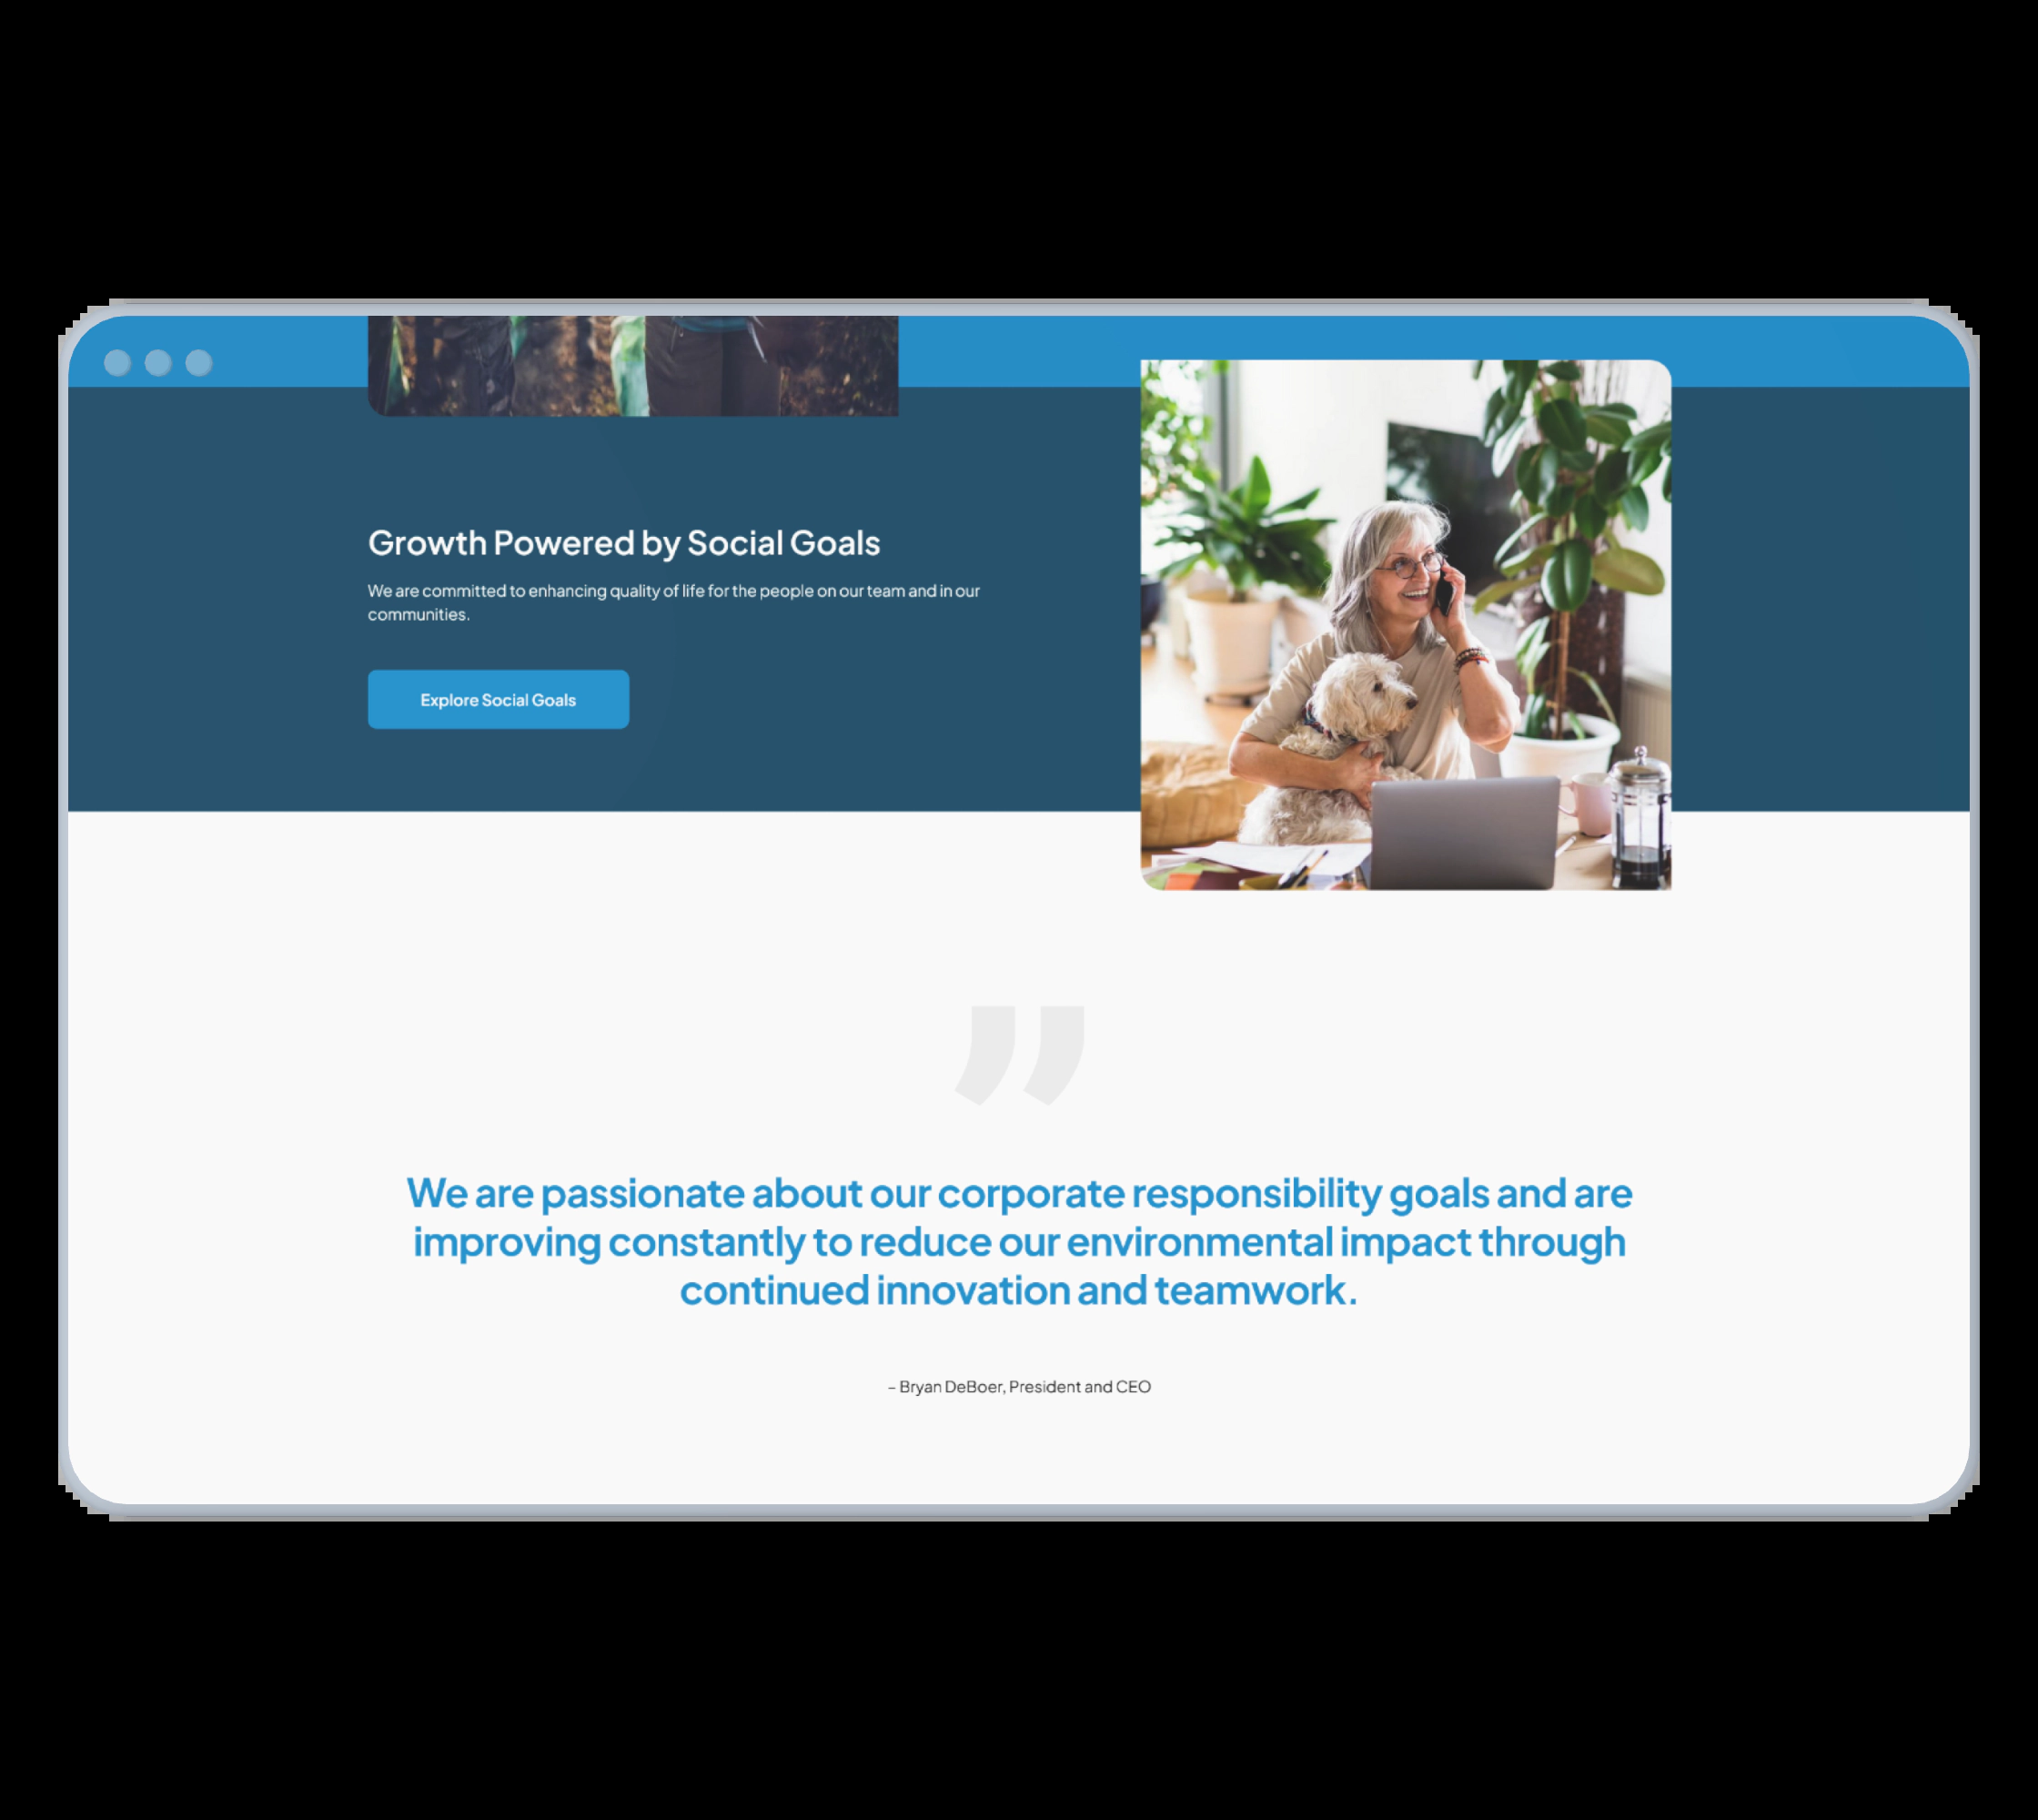 Growth Powered by Social Goals
We are committed to enhancing quality of life for the people on our team and in our
communities.
Explore Social Goals
”
We are passionate about our corporate responsibility goals and are
improving constantly to reduce our environmental impact through
continued innovation and teamwork.
– Bryan DeBoer, President and CEO